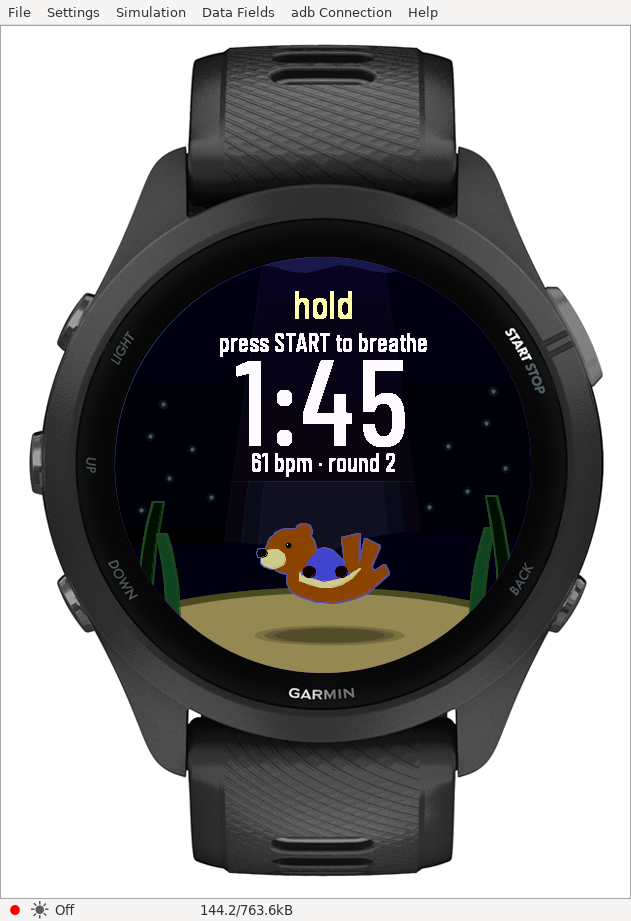 File Settings Simulation Data Fields adb Connection Help
hold
press START to breathe
1:45
61 bpm · round 2
LIGHT
START STOP
UP
DOWN
BACK
GARMIN
Off 144.2/763.6kB